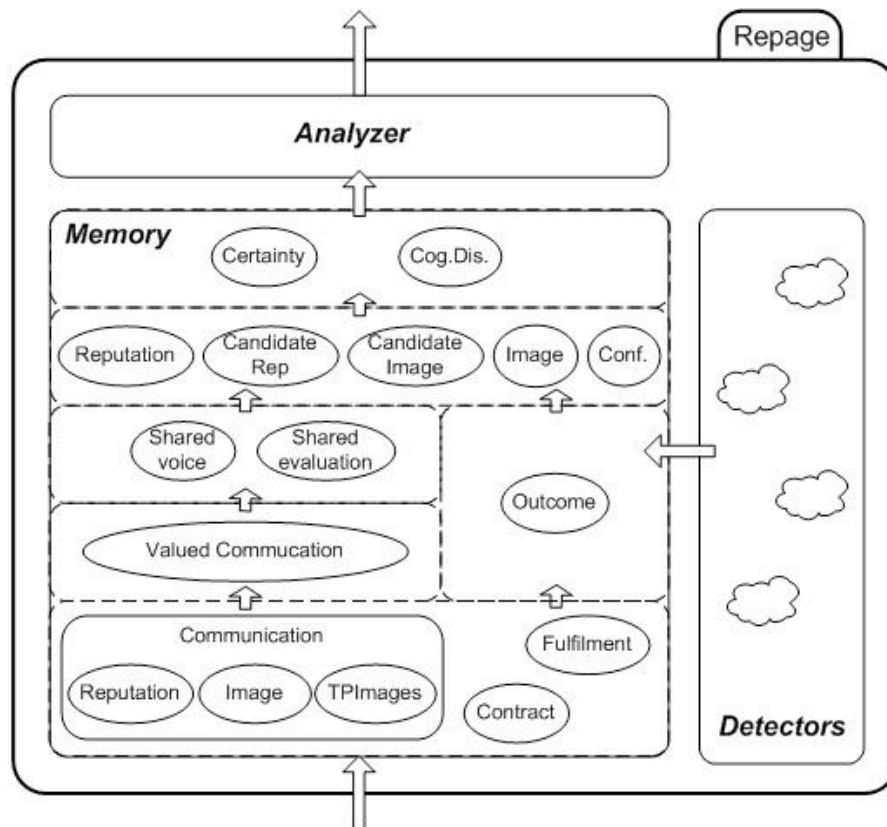 Repage
Analyzer
Memory
Certainty
Cog.Dis.
Reputation
Candidate
Rep
Candidate
Image
Image
Conf.
Shared
voice
Shared
evaluation
Outcome
Valued Commucation
Communication
Reputation
Image
TPImages
Fulfilment
Contract
Detectors